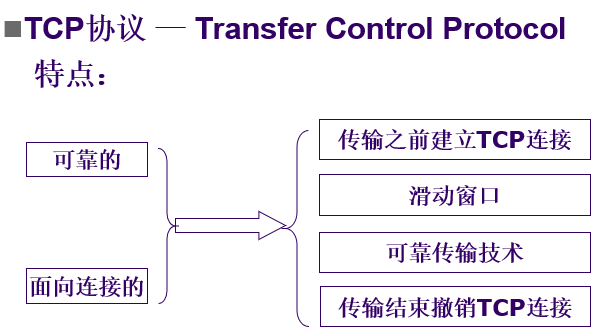 TCP协议 — Transfer Control Protocol
特点：
可靠的
面向连接的
传输之前建立TCP连接
滑动窗口
可靠传输技术
传输结束撤销TCP连接